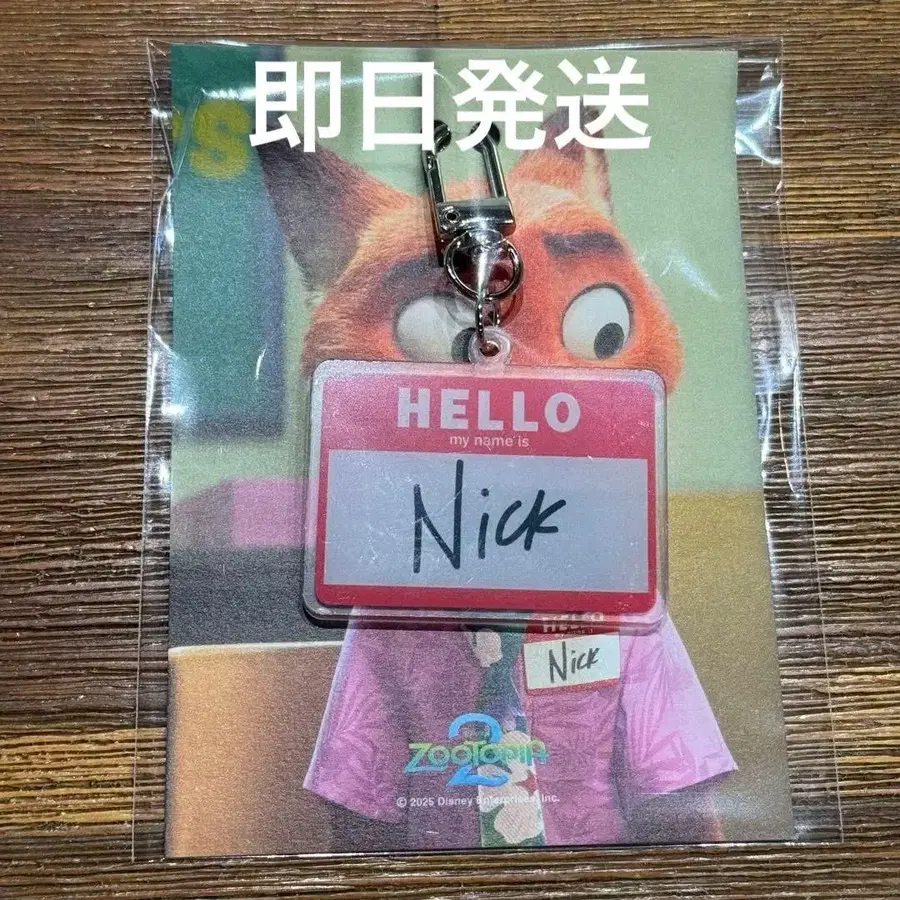 即日発送
's
HELLO
my name is
Nick
HELLO
Nick
ZOOTOPIA
2
© 2025 Disney Enterprises, Inc.